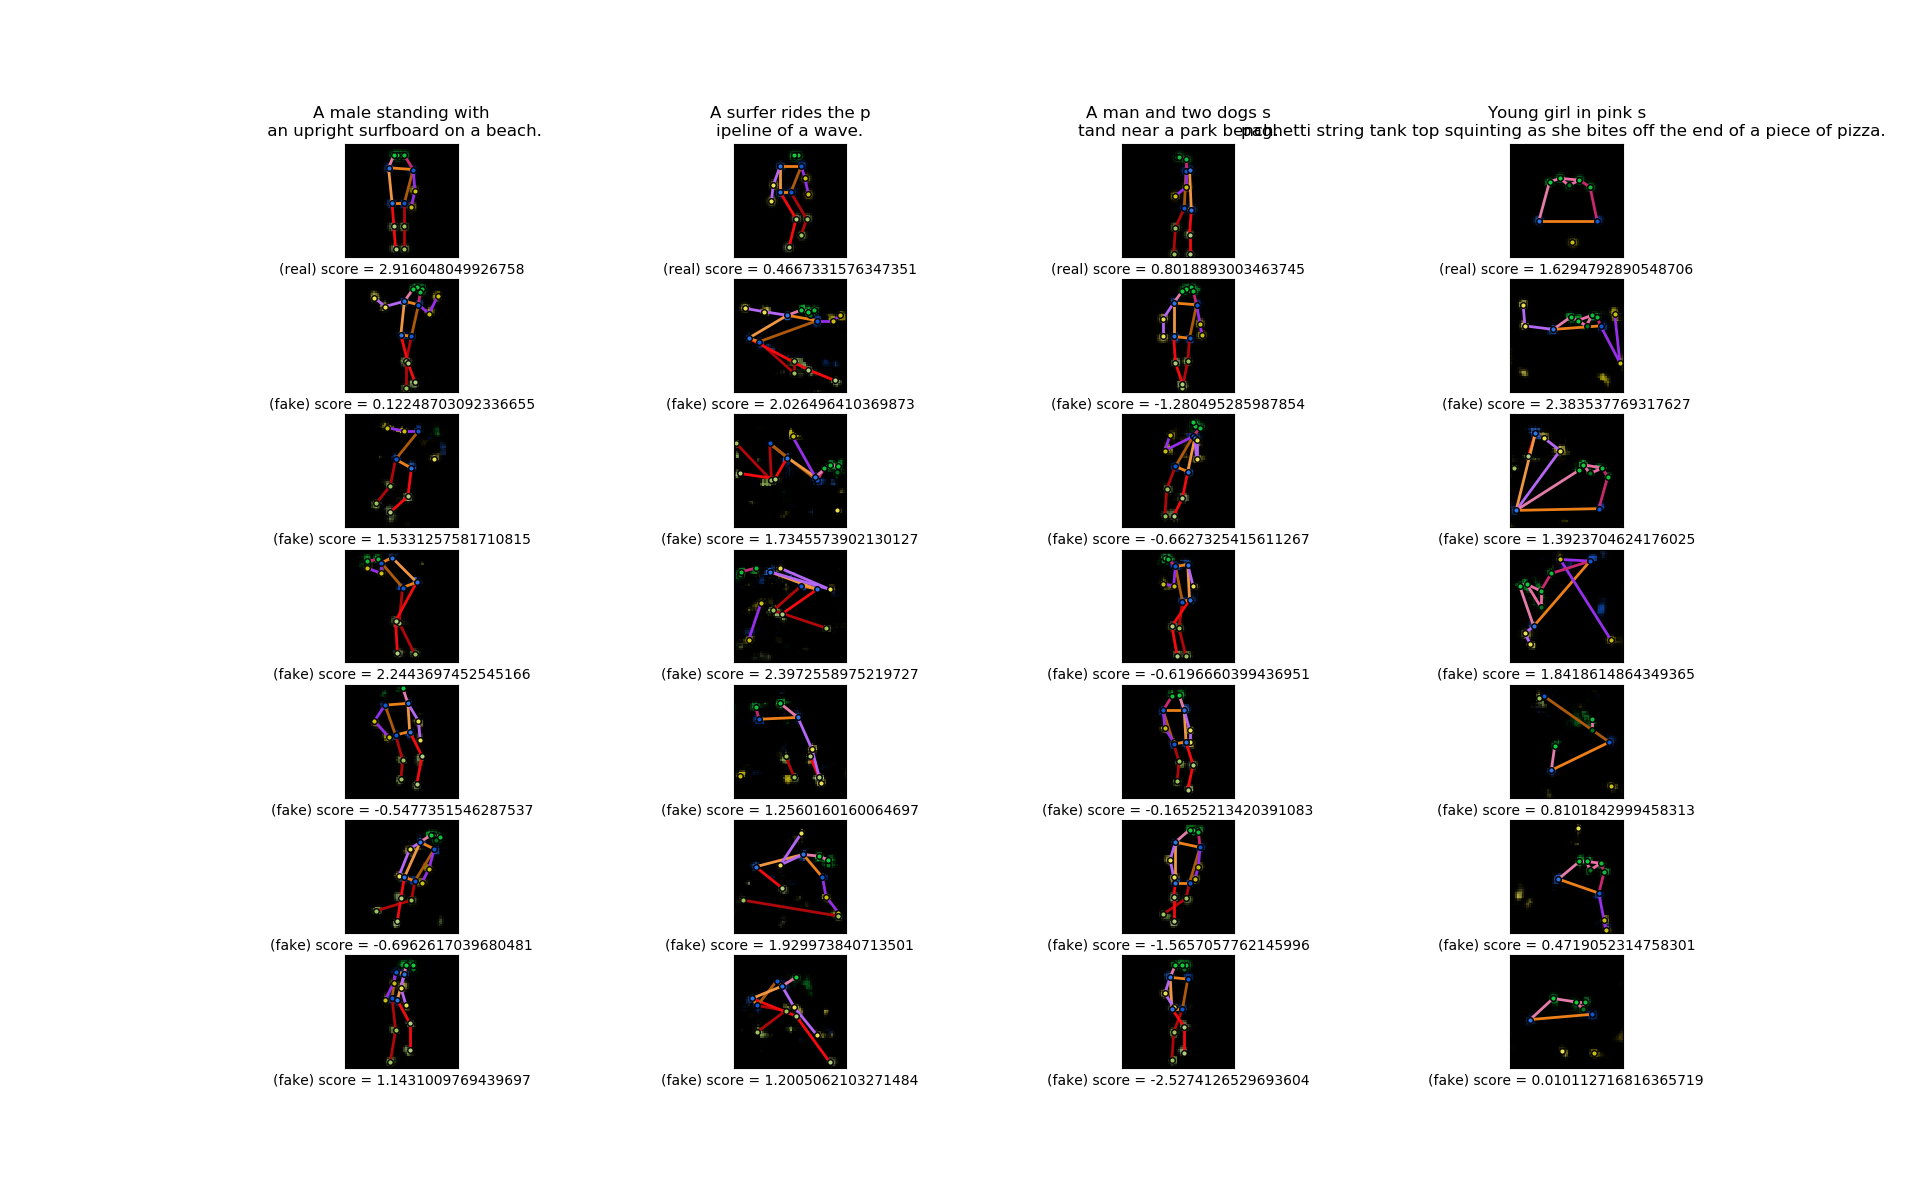 A male standing with
an upright surfboard on a beach.
A surfer rides the p
ipeline of a wave.
A man and two dogs s
tand near a park bench.
Young girl in pink s
paghetti string tank top squinting as she bites off the end of a piece of pizza.
(real) score = 2.916048049926758
(real) score = 0.4667331576347351
(real) score = 0.8018893003463745
(real) score = 1.6294792890548706
(fake) score = 0.12248703092336655
(fake) score = 2.026496410369873
(fake) score = -1.280495285987854
(fake) score = 2.383537769317627
(fake) score = 1.5331257581710815
(fake) score = 1.7345573902130127
(fake) score = -0.6627325415611267
(fake) score = 1.3923704624176025
(fake) score = 2.2443697452545166
(fake) score = 2.3972558975219727
(fake) score = -0.6196660399436951
(fake) score = 1.8418614864349365
(fake) score = -0.5477351546287537
(fake) score = 1.2560160160064697
(fake) score = -0.16525213420391083
(fake) score = 0.8101842999458313
(fake) score = -0.6962617039680481
(fake) score = 1.929973840713501
(fake) score = -1.5657057762145996
(fake) score = 0.4719052314758301
(fake) score = 1.1431009769439697
(fake) score = 1.2005062103271484
(fake) score = -2.5274126529693604
(fake) score = 0.010112716816365719